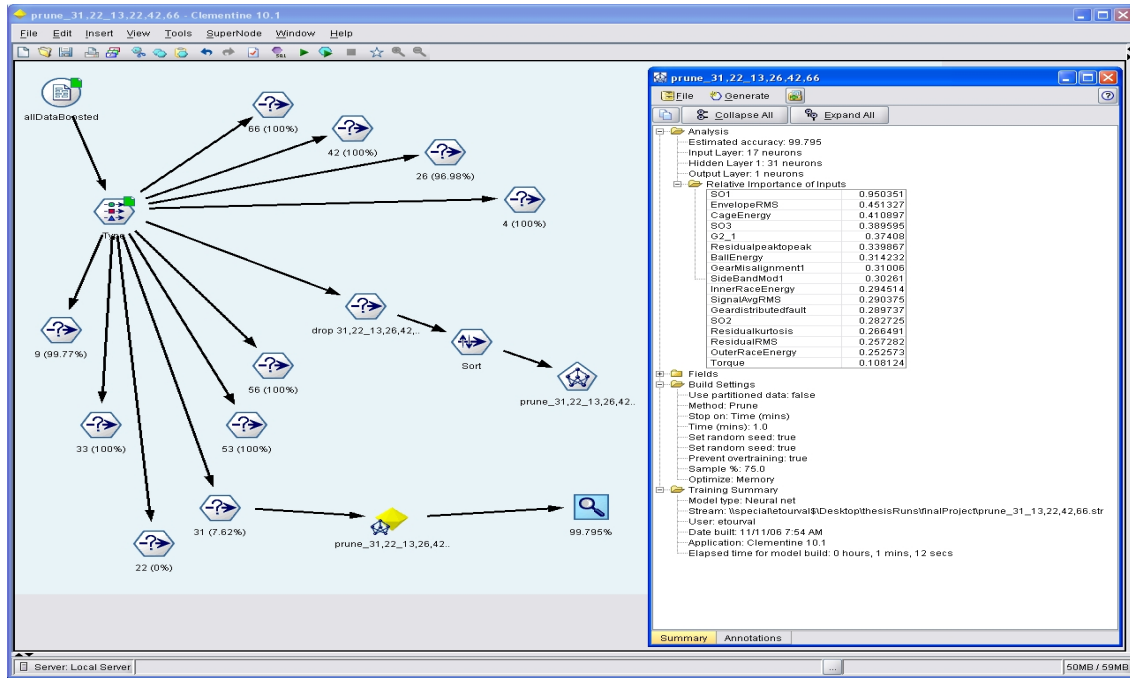 prune_31,22_13,22,42,66 - Clementine 10.1
File Edit Insert View Tools SuperNode Window Help
allDataBoosted
66 (100%)
42 (100%)
26 (96.98%)
4 (100%)
Type
9 (99.77%)
drop 31,22_13,26,42,..
Sort
56 (100%)
prune_31,22_13,26,42..
33 (100%)
53 (100%)
31 (7.62%)
prune_31,22_13,26,42..
99.795%
22 (0%)
prune_31,22_13,26,42,66
File Generate
Collapse All Expand All
Analysis
Estimated accuracy: 99.795
Input Layer: 17 neurons
Hidden Layer 1: 31 neurons
Output Layer: 1 neurons
Relative Importance of Inputs
SO1 0.950351
EnvelopeRMS 0.451327
CageEnergy 0.410897
SO3 0.389595
G2_1 0.37408
Residualpeaktopeak 0.339867
BallEnergy 0.314232
GearMisalignment1 0.31006
SideBandMod1 0.30261
InnerRaceEnergy 0.294514
SignalAvgRMS 0.290375
Geardistributedfault 0.289737
SO2 0.282725
Residualkurtosis 0.266491
ResidualRMS 0.257282
OuterRaceEnergy 0.252573
Torque 0.108124
Fields
Build Settings
Use partitioned data: false
Method: Prune
Stop on: Time (mins)
Time (mins): 1.0
Set random seed: true
Set random seed: true
Prevent overtraining: true
Sample %: 75.0
Optimize: Memory
Training Summary
Model type: Neural net
Stream: \\special\etourval$\Desktop\thesisRuns\finalProject\prune_31_13,22,42,66.str
User: etourval
Date built: 11/11/06 7:54 AM
Application: Clementine 10.1
Elapsed time for model build: 0 hours, 1 mins, 12 secs
Summary Annotations
Server: Local Server
...
50MB / 59MB